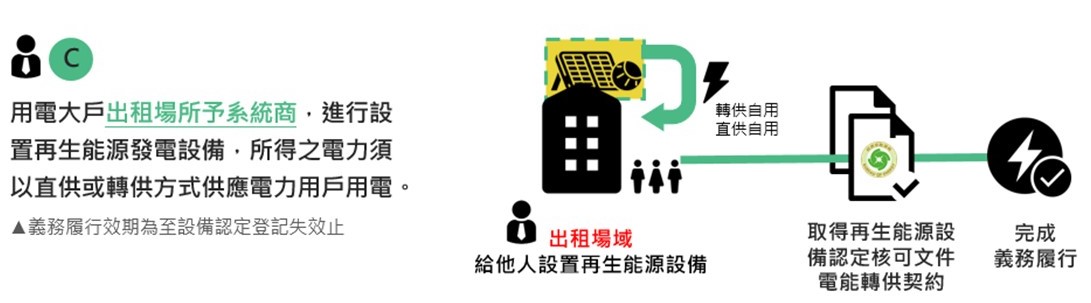 C
用電大戶出租場所予系統商，進行設
置再生能源發電設備，所得之電力須
以直供或轉供方式供應電力用戶用電。
▲義務履行效期為至設備認定登記失效止
轉供自用
直供自用
出租場域
給他人設置再生能源設備
取得再生能源設
備認定核可文件
電能轉供契約
完成
義務履行